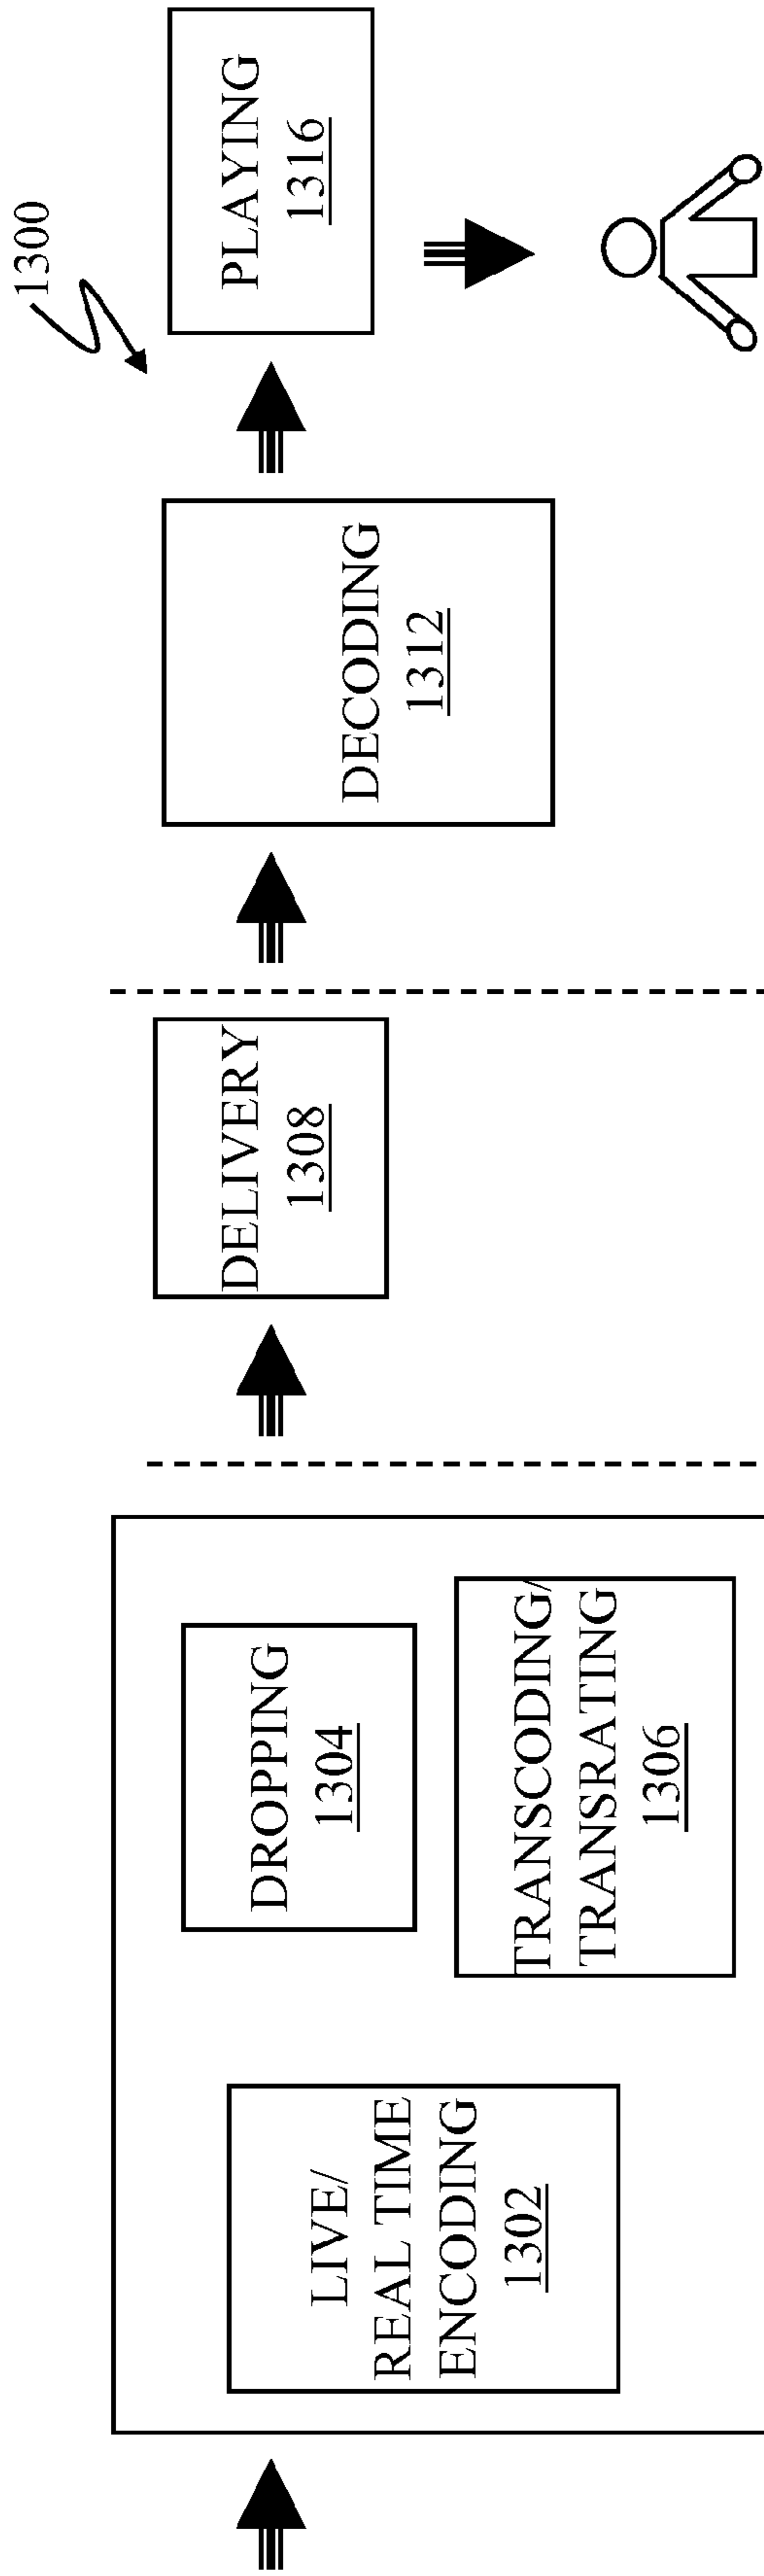 1300
LIVE/
REAL TIME
ENCODING
1302
DROPPING
1304
TRANSCODING/
TRANSRATING
1306
DELIVERY
1308
DECODING
1312
PLAYING
1316